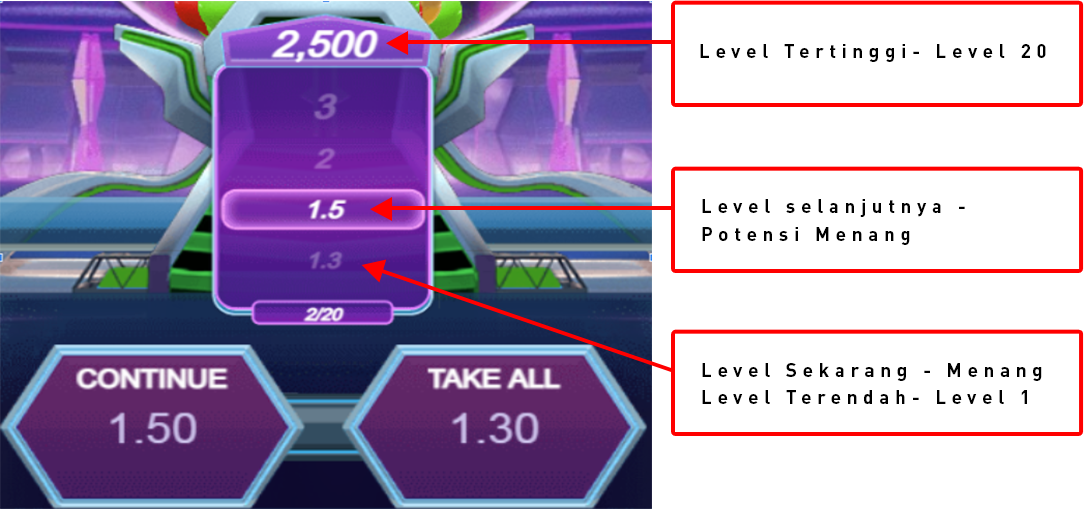 2,500
3
2
1.5
1.3
2/20
CONTINUE
1.50
TAKE ALL
1.30
Level Tertinggi- Level 20
Level selanjutnya -
Potensi Menang
Level Sekarang - Menang
Level Terendah- Level 1